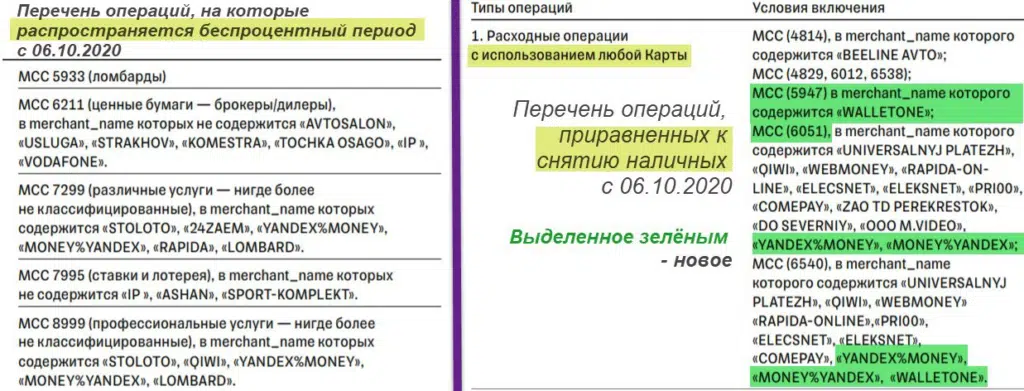 Перечень операций, на которые
распространяется беспроцентный период
с 06.10.2020
MCC 5933 (ломбарды)
MCC 6211 (ценные бумаги — брокеры/дилеры),
в merchant_name которых не содержится «AVTOSALON»,
«USLUGA», «STRAKHOV», «KOMESTRA», «TOCHKA OSAGO», «IP »,
«VODAFONE».
MCC 7299 (различные услуги — нигде более
не классифицированные), в merchant_name которых
содержится «STOLOTO», «24ZAEM», «YANDEX%MONEY»,
«MONEY%YANDEX», «RAPIDA», «LOMBARD».
MCC 7995 (ставки и лотерея), в merchant_name которых
не содержится «IP », «ASHAN», «SPORT-KOMPLEKT».
MCC 8999 (профессиональные услуги — нигде более
не классифицированные), в merchant_name которых
содержится «STOLOTO», «QIWI», «YANDEX%MONEY»,
«MONEY%YANDEX», «LOMBARD».
Типы операций
1. Расходные операции
с использованием любой Карты
Перечень операций,
приравненных к
снятию наличных
с 06.10.2020
Выделенное зелёным
- новое
Условия включения
MCC (4814), в merchant_name которого
содержится «BEELINE AVTO»;
MCC (4829, 6012, 6538);
MCC (5947) в merchant_name которого
содержится «WALLETONE»;
MCC (6051), в merchant_name которого
содержится «UNIVERSALNYJ PLATEZH»,
«QIWI», «WEBMONEY», «RAPIDA-ON-
LINE», «ELECSNET», «ELEKSNET», «PRI00»,
«COMEPAY», «ZAO TD PEREKRESTOK»,
«DO SEVERNIY», «OOO M.VIDEO»,
«YANDEX%MONEY», «MONEY%YANDEX»;
MCC (6540), в merchant_name
которого содержится «UNIVERSALNYJ
PLATEZH», «QIWI», «WEBMONEY»
«RAPIDA-ONLINE»,«PRI00»,
«ELECSNET», «ELEKSNET»,
«COMEPAY», «YANDEX%MONEY»,
«MONEY%YANDEX», «WALLETONE».